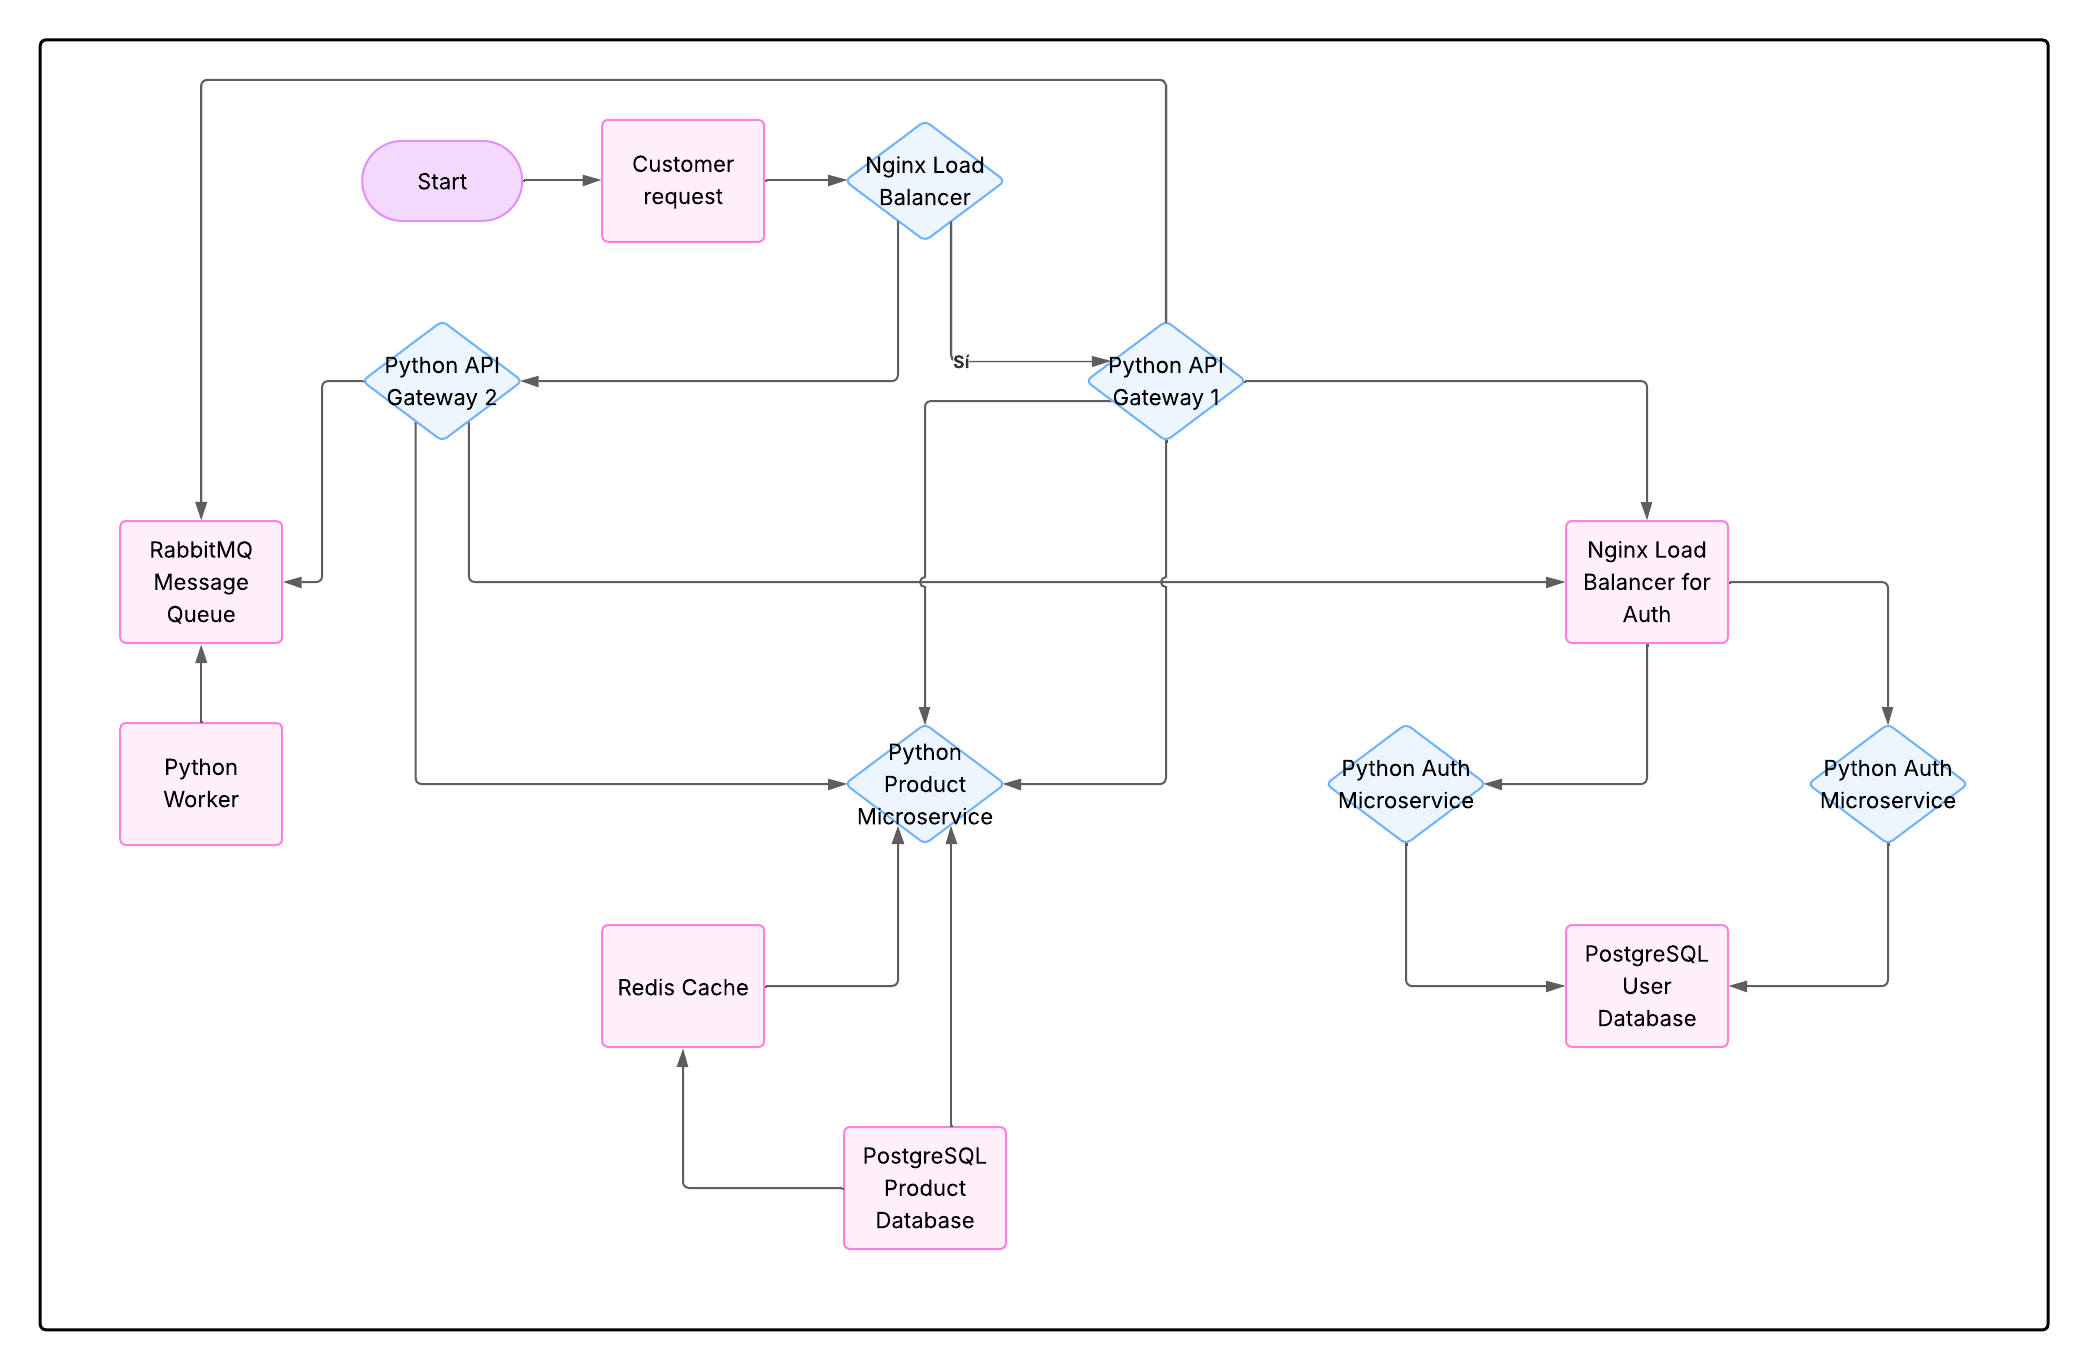 Start
Customer
request
Nginx Load
Balancer
Python API
Gateway 2
Sí
Python API
Gateway 1
RabbitMQ
Message
Queue
Nginx Load
Balancer for
Auth
Python
Worker
Python
Product
Microservice
Python Auth
Microservice
Python Auth
Microservice
Redis Cache
PostgreSQL
User
Database
PostgreSQL
Product
Database